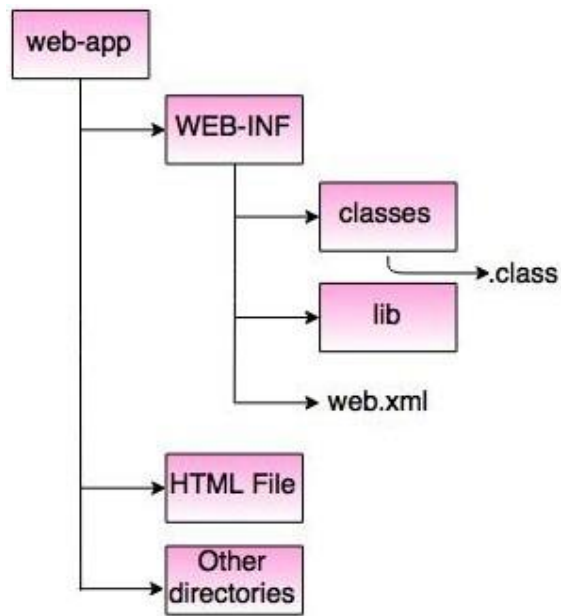 web-app
WEB-INF
classes
.class
lib
web.xml
HTML File
Other
directories